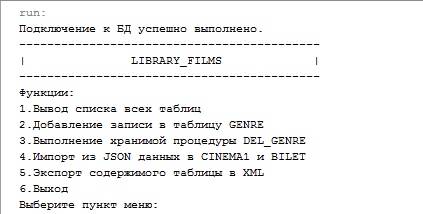 run:
Подключение к БД успешно выполнено.
-------------------------------------------
| LIBRARY_FILMS |
-------------------------------------------
Функции:
1.Вывод списка всех таблиц
2.Добавление записи в таблицу GENRE
3.Выполнение хранимой процедуры DEL_GENRE
4.Импорт из JSON данных в CINEMA1 и BILET
5.Экспорт содержимого таблицы в XML
6.Выход
Выберите пункт меню: